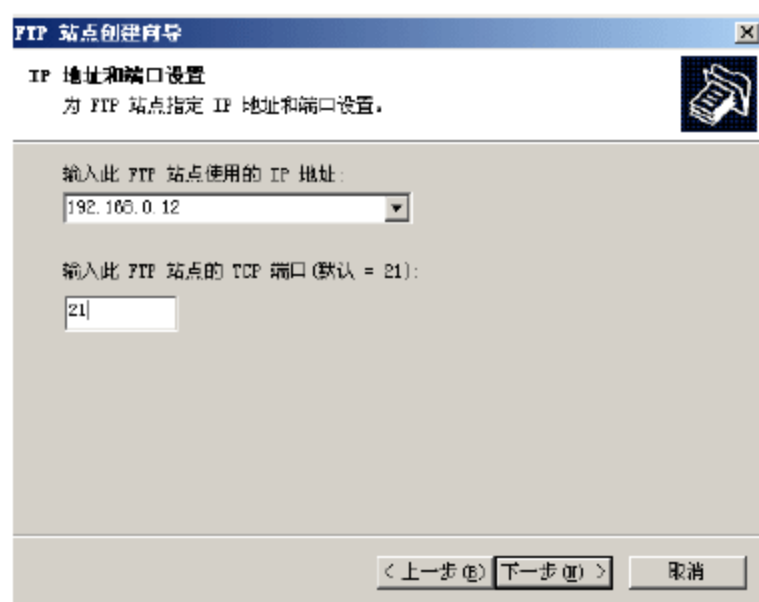 FTP 站点创建向导
IP 地址和端口设置
为 FTP 站点指定 IP 地址和端口设置。
输入此 FTP 站点使用的 IP 地址:
192.168.0.12
输入此 FTP 站点的 TCP 端口(默认 = 21):
21
< 上一步(B) 下一步(N) > 取消